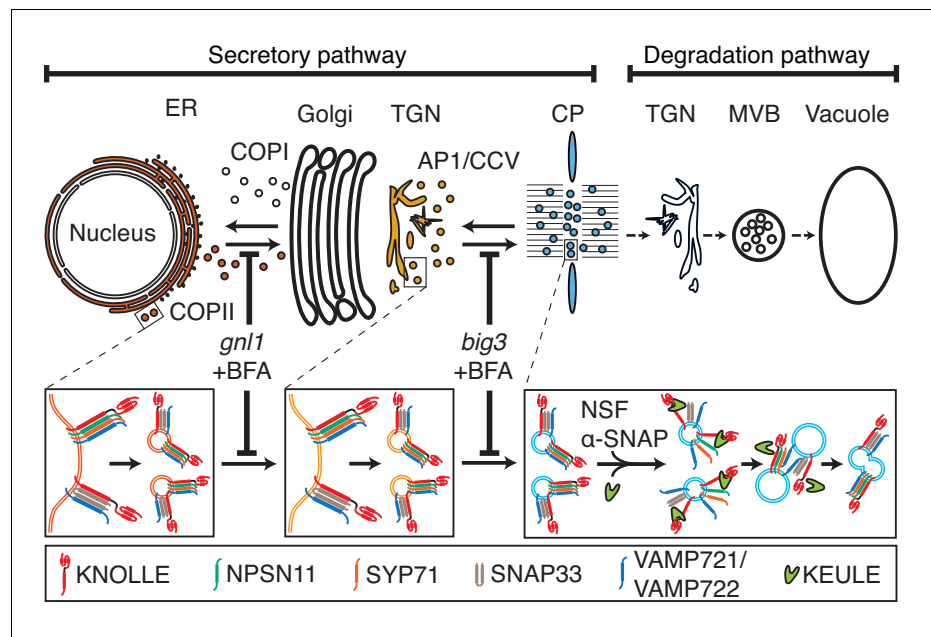 Secretory pathway
Degradation pathway
ER
Golgi
TGN
CP
TGN
MVB
Vacuole
COPI
AP1/CCV
Nucleus
COPII
gnl1
+BFA
big3
+BFA
NSF
α-SNAP
KNOLLE
NPSN11
SYP71
SNAP33
VAMP721/
VAMP722
KEULE